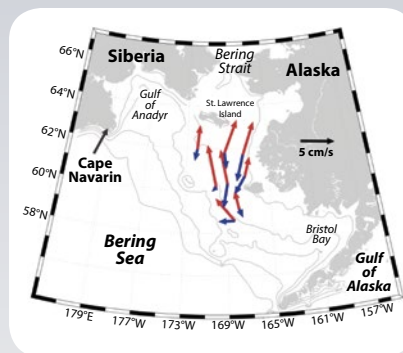 66°N
64°N
62°N
60°N
58°N
Siberia
Bering
Strait
Alaska
Gulf
of
Anadyr
St. Lawrence
Island
5 cm/s
Cape
Navarin
Bering
Sea
Bristol
Bay
Gulf
of
Alaska
179°E
177°W
173°W
169°W
165°W
161°W
157°W